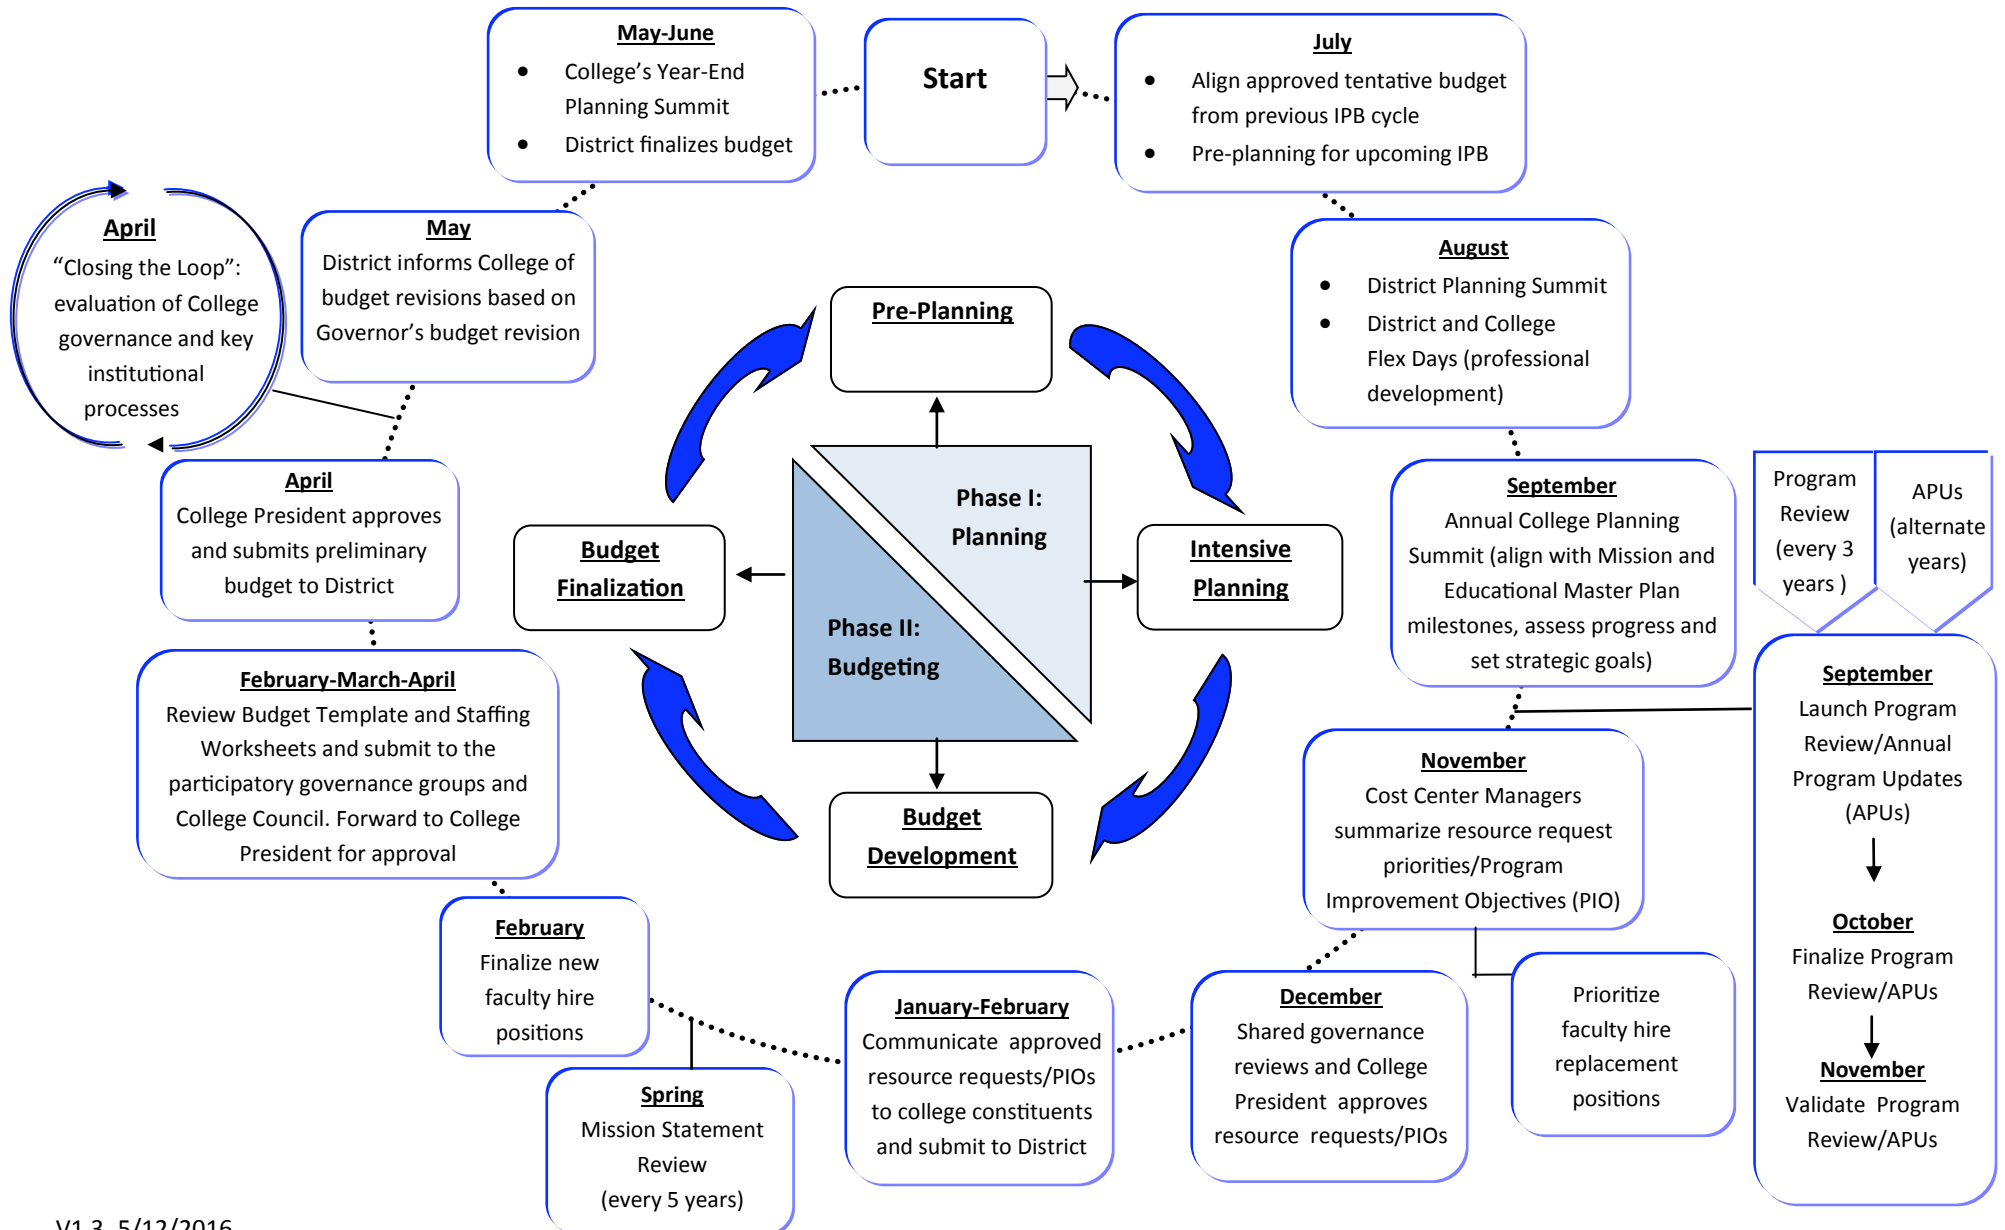 May-June
• College’s Year-End
Planning Summit
• District finalizes budget
Start
July
• Align approved tentative budget
from previous IPB cycle
• Pre-planning for upcoming IPB
April
“Closing the Loop”:
evaluation of College
governance and key
institutional
processes
May
District informs College of
budget revisions based on
Governor’s budget revision
August
• District Planning Summit
• District and College
Flex Days (professional
development)
Pre-Planning
Phase I:
Planning
Intensive
Planning
Budget
Finalization
Phase II:
Budgeting
Budget
Development
April
College President approves
and submits preliminary
budget to District
September
Annual College Planning
Summit (align with Mission and
Educational Master Plan
milestones, assess progress and
set strategic goals)
Program
Review
(every 3
years )
APUs
(alternate
years)
February-March-April
Review Budget Template and Staffing
Worksheets and submit to the
participatory governance groups and
College Council. Forward to College
President for approval
November
Cost Center Managers
summarize resource request
priorities/Program
Improvement Objectives (PIO)
September
Launch Program
Review/Annual
Program Updates
(APUs)
October
Finalize Program
Review/APUs
November
Validate Program
Review/APUs
February
Finalize new
faculty hire
positions
Spring
Mission Statement
Review
(every 5 years)
January-February
Communicate approved
resource requests/PIOs
to college constituents
and submit to District
December
Shared governance
reviews and College
President approves
resource requests/PIOs
Prioritize
faculty hire
replacement
positions
V1.3 5/12/2016